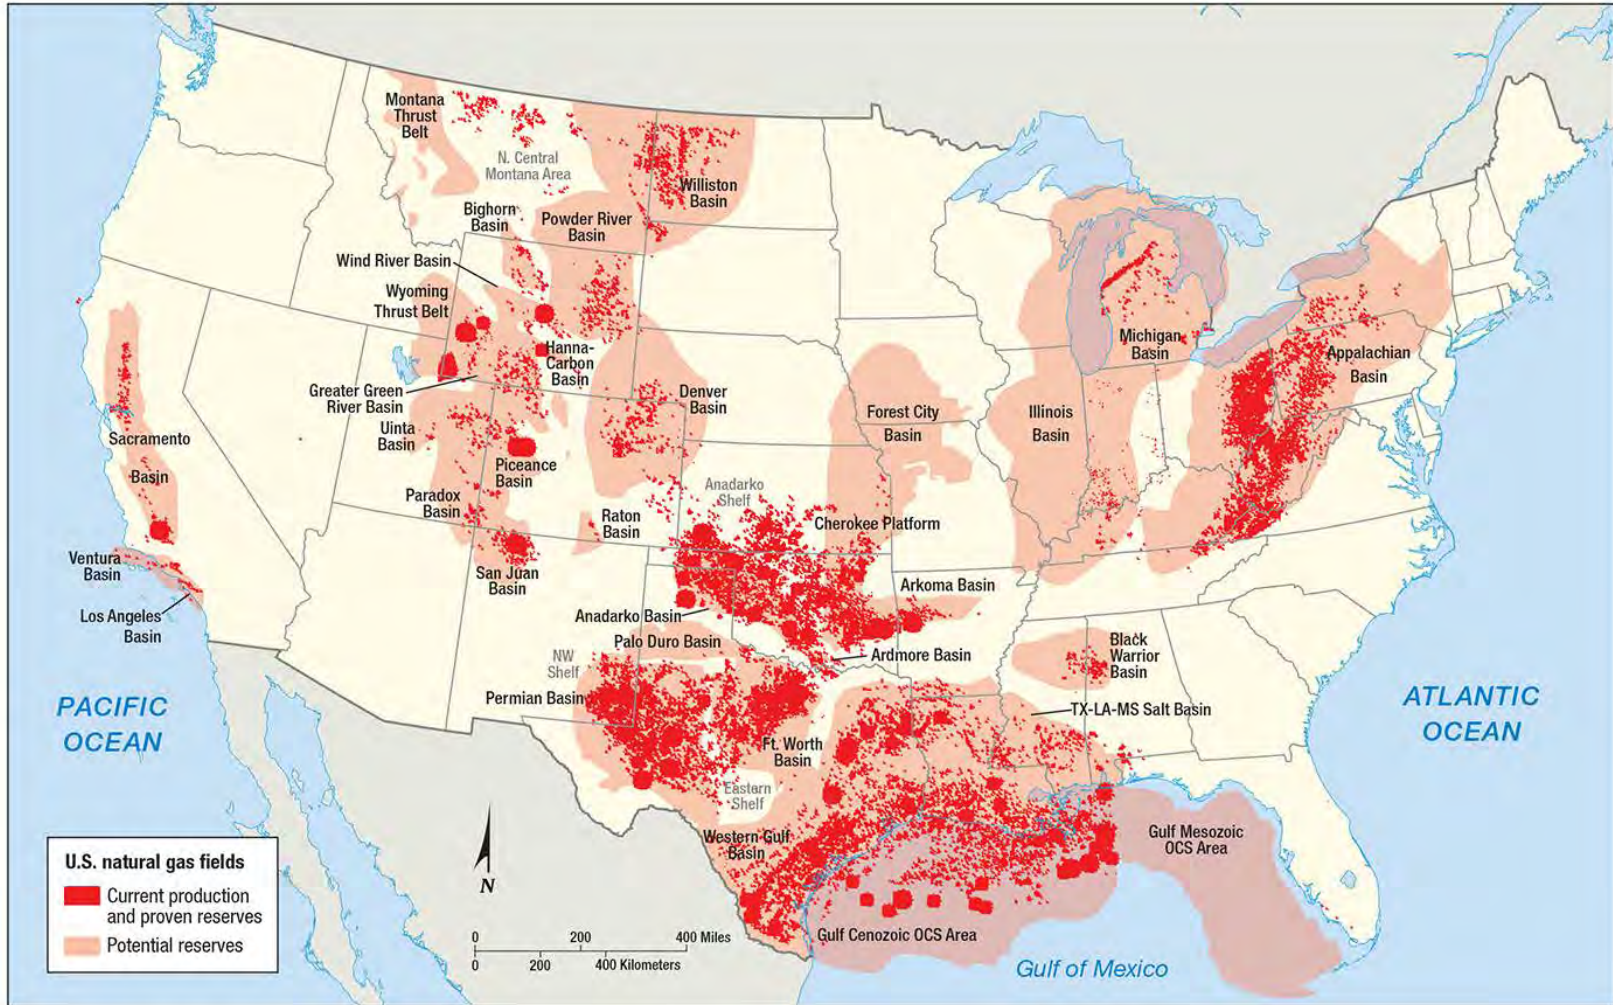 Montana
Thrust
Belt
N. Central
Montana Area
Williston
Basin
Bighorn
Basin
Powder River
Basin
Wind River Basin
Wyoming
Thrust Belt
Hanna-
Carbon
Basin
Greater Green
River Basin
Uinta
Basin
Denver
Basin
Piceance
Basin
Paradox
Basin
Raton
Basin
San Juan
Basin
Sacramento
Basin
Ventura
Basin
Los Angeles
Basin
Michigan
Basin
Appalachian
Basin
Forest City
Basin
Illinois
Basin
Anadarko
Shelf
Cherokee Platform
Arkoma Basin
Anadarko Basin
Palo Duro Basin
Ardmore Basin
NW
Shelf
Permian Basin
Black
Warrior
Basin
TX-LA-MS Salt Basin
Ft. Worth
Basin
Eastern
Shelf
Western Gulf
Basin
Gulf Mesozoic
OCS Area
Gulf Cenozoic OCS Area
Gulf of Mexico
PACIFIC
OCEAN
ATLANTIC
OCEAN
U.S. natural gas fields
Current production
and proven reserves
Potential reserves
N
0 200 400 Miles
0 200 400 Kilometers